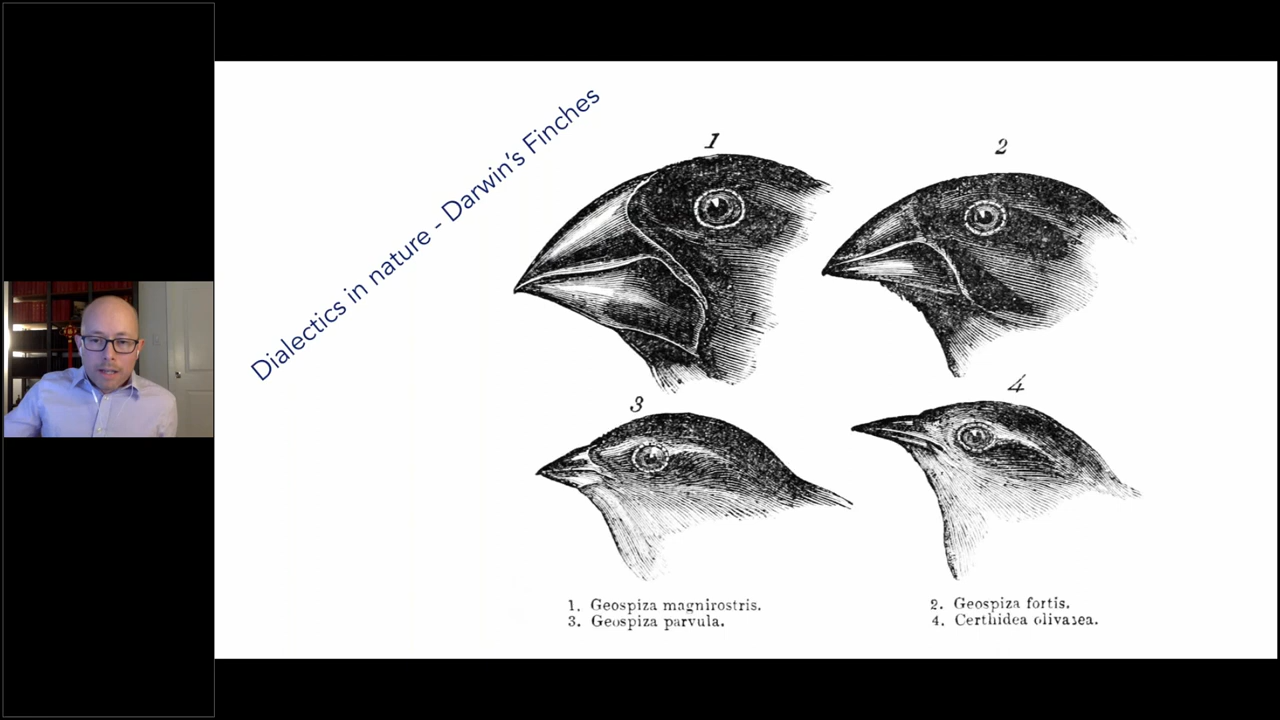 Dialectics in nature - Darwin's Finches
1
2
3
4
1. Geospiza magnirostris.
2. Geospiza fortis.
3. Geospiza parvula.
4. Certhidea olivasea.